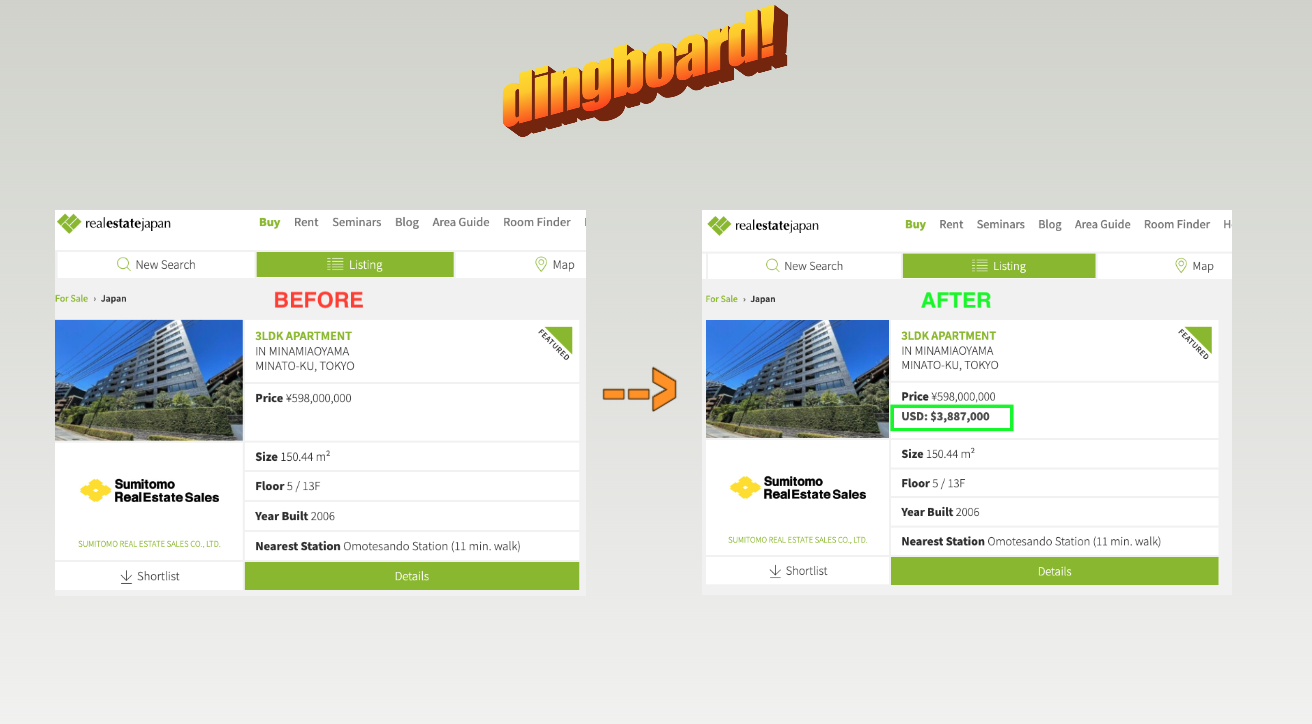 dingboard!
realestatejapan
Buy Rent Seminars Blog Area Guide Room Finder
New Search
Listing
Map
For Sale › Japan
BEFORE
3LDK APARTMENT
IN MINAMIAOYAMA
MINATO-KU, TOKYO
FEATURED
Price ¥598,000,000
Size 150.44 m²
Floor 5 / 13F
Year Built 2006
Nearest Station Omotesando Station (11 min. walk)
Sumitomo
Real Estate Sales
SUMITOMO REAL ESTATE SALES CO., LTD.
Shortlist
Details
-->
realestatejapan
Buy Rent Seminars Blog Area Guide Room Finder H
New Search
Listing
Map
For Sale › Japan
AFTER
3LDK APARTMENT
IN MINAMIAOYAMA
MINATO-KU, TOKYO
FEATURED
Price ¥598,000,000
USD: $3,887,000
Size 150.44 m²
Floor 5 / 13F
Year Built 2006
Nearest Station Omotesando Station (11 min. walk)
Sumitomo
Real Estate Sales
SUMITOMO REAL ESTATE SALES CO., LTD.
Shortlist
Details